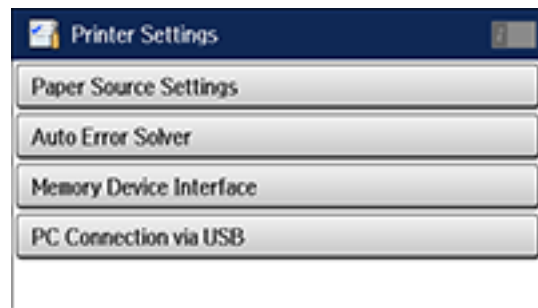 Printer Settings
Paper Source Settings
Auto Error Solver
Memory Device Interface
PC Connection via USB